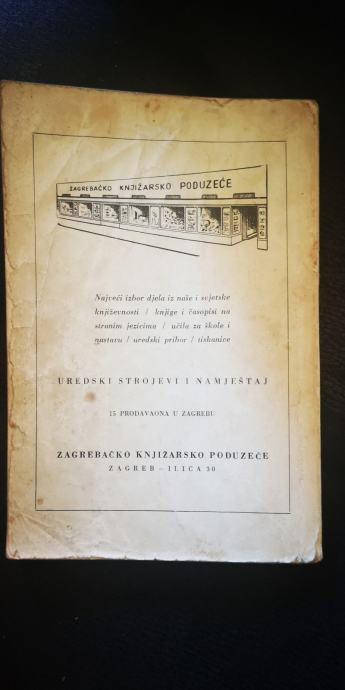 ZAGREBAČKO KNJIŽARSKO PODUZEĆE
Najveći izbor djela iz naše i svjetske
književnosti / knjige i časopisi na
stranim jezicima / učila za škole i
nastavu / uredski pribor / tiskanice
UREDSKI STROJEVI I NAMJEŠTAJ
15 PRODAVAONA U ZAGREBU
ZAGREBAČKO KNJIŽARSKO PODUZEĆE
ZAGREB – ILICA 30